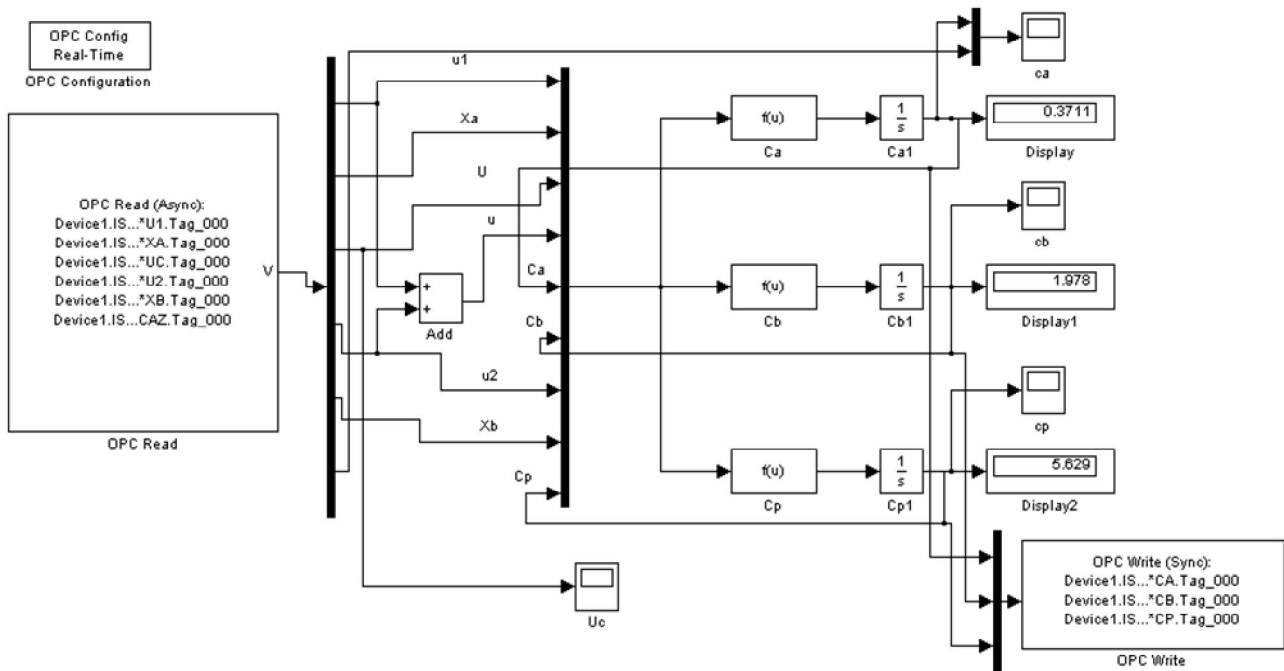 OPC Config
Real-Time
OPC Configuration
OPC Read (Async):
Device1.IS...*U1.Tag_000
Device1.IS...*XA.Tag_000
Device1.IS...*UC.Tag_000
Device1.IS...*U2.Tag_000
Device1.IS...*XB.Tag_000
Device1.IS...CAZ.Tag_000
V
OPC Read
u1
Xa
U
u
Ca
Cb
u2
Xb
Cp
+
+
Add
Uc
f(u)
Ca
1
s
Ca1
ca
0.3711
Display
cb
f(u)
Cb
1
s
Cb1
1.978
Display1
cp
f(u)
Cp
1
s
Cp1
5.629
Display2
OPC Write (Sync):
Device1.IS...*CA.Tag_000
Device1.IS...*CB.Tag_000
Device1.IS...*CP.Tag_000
OPC Write